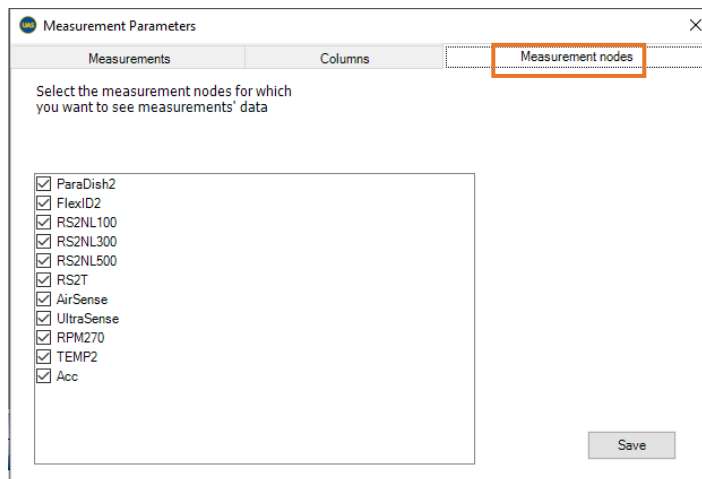 UAS Measurement Parameters
Measurements Columns Measurement nodes
Select the measurement nodes for which
you want to see measurements' data
ParaDish2
FlexID2
RS2NL100
RS2NL300
RS2NL500
RS2T
AirSense
UltraSense
RPM270
TEMP2
Acc
Save